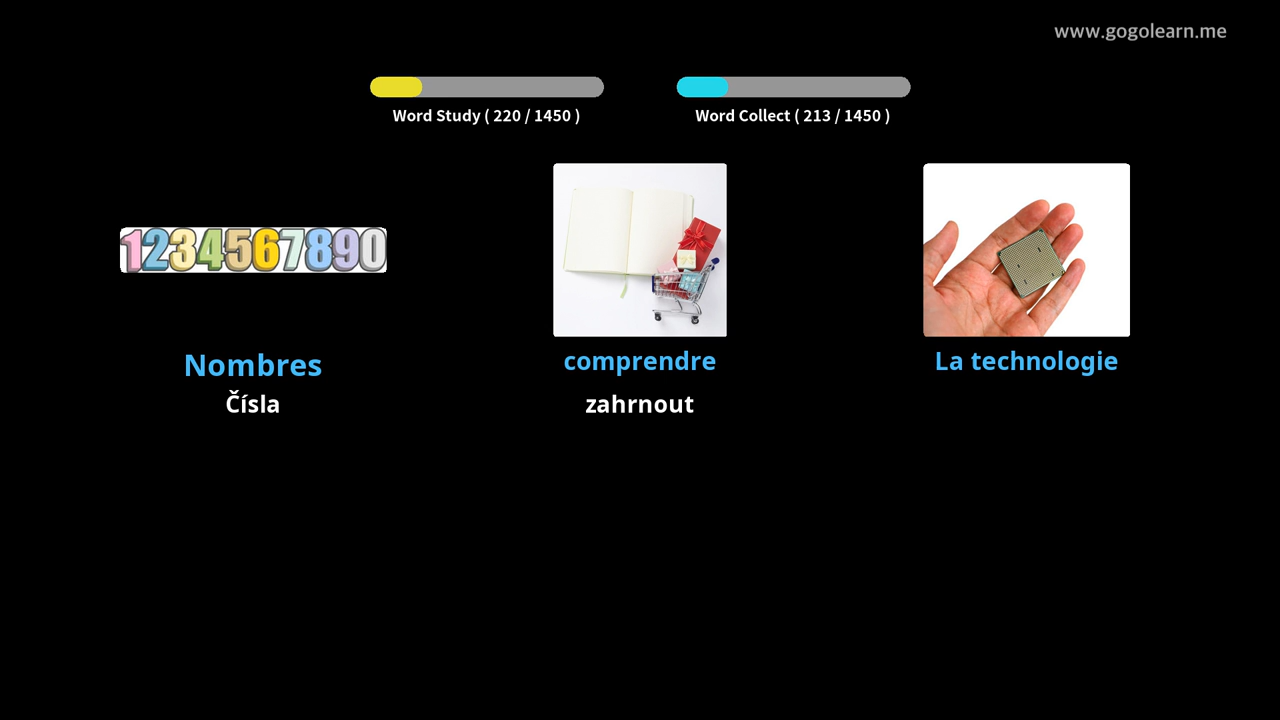 www.gogolearn.me
Word Study ( 220 / 1450 )
Word Collect ( 213 / 1450 )
1234567890
Nombres
comprendre
La technologie
Čísla
zahrnout